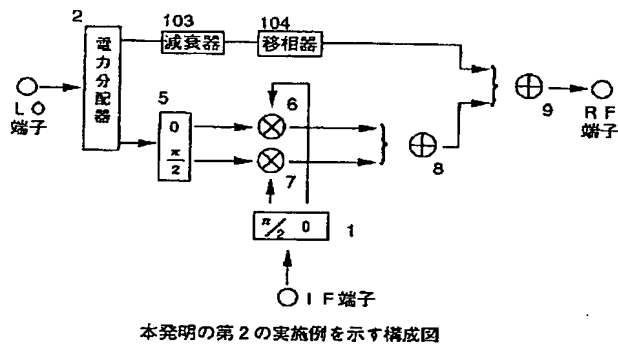 2
103
104
電力分配器
減衰器
移相器
LO
端子
5
0
π/2
6
7
8
9
RF
端子
π/2 0
1
IF端子
本発明の第2の実施例を示す構成図